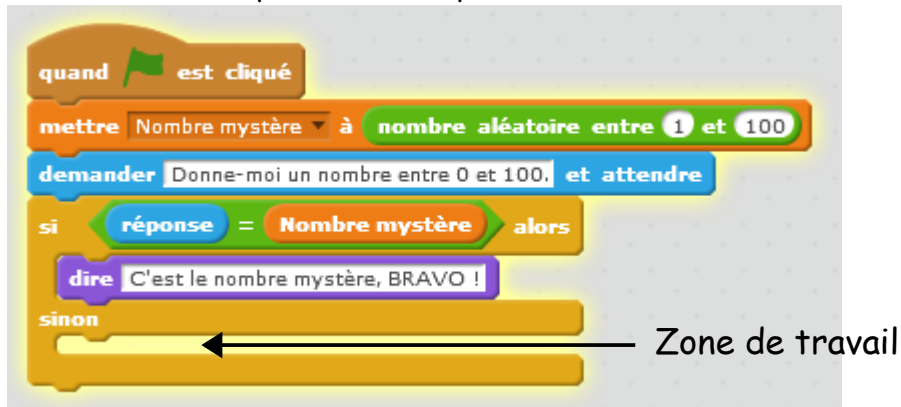 quand est cliqué
mettre Nombre mystère à nombre aléatoire entre 1 et 100
demander Donne-moi un nombre entre 0 et 100. et attendre
si réponse = Nombre mystère alors
dire C'est le nombre mystère, BRAVO !
sinon
Zone de travail